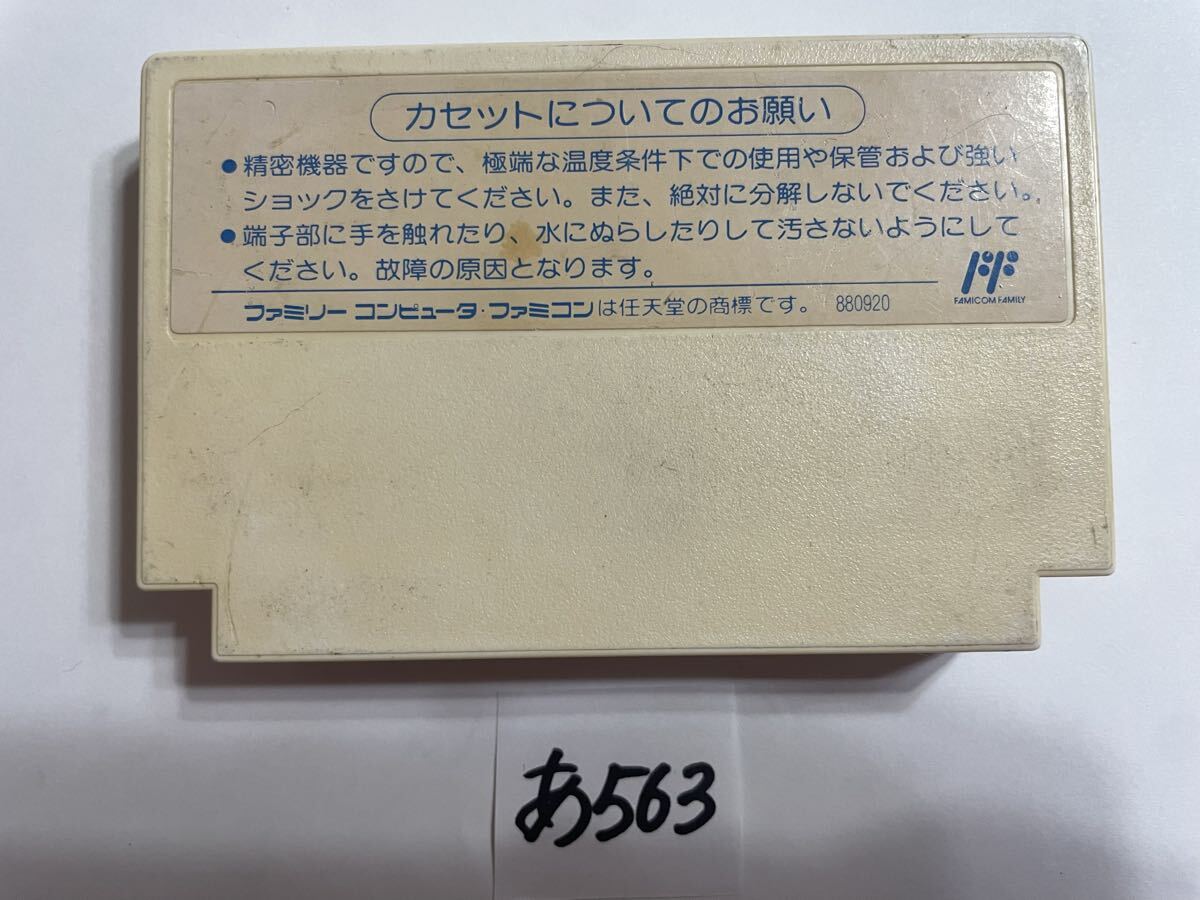 カセットについてのお願い
●精密機器ですので、極端な温度条件下での使用や保管および強い
ショックをさけてください。また、絶対に分解しないでください。
●端子部に手を触れたり、水にぬらしたりして汚さないようにして
ください。故障の原因となります。
FAMICOM FAMILY
ファミリー コンピュータ・ファミコンは任天堂の商標です。 880920
あ563